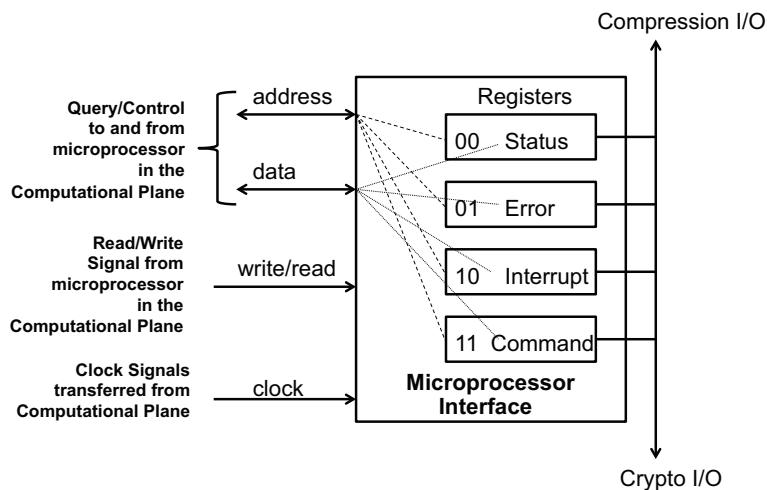 Compression I/O
Query/Control
to and from
microprocessor
in the
Computational Plane
address
data
Read/Write
Signal from
microprocessor
in the
Computational Plane
write/read
Clock Signals
transferred from
Computational Plane
clock
Registers
00 Status
01 Error
10 Interrupt
11 Command
Microprocessor
Interface
Crypto I/O